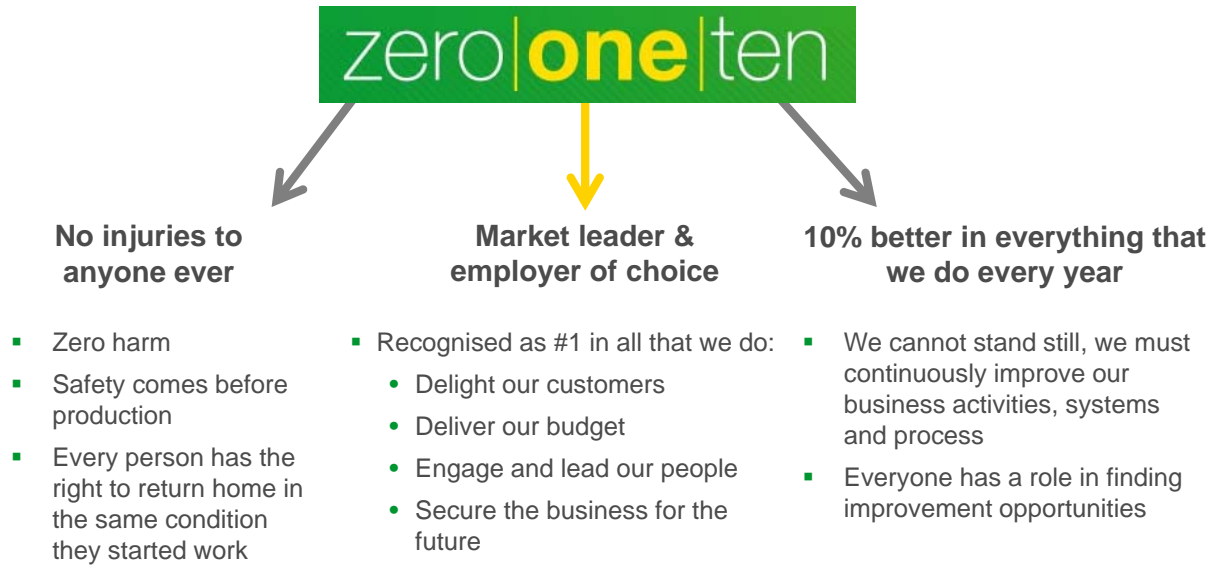 zero|one|ten
No injuries to
anyone ever
▪ Zero harm
▪ Safety comes before
production
▪ Every person has the
right to return home in
the same condition
they started work
Market leader &
employer of choice
▪ Recognised as #1 in all that we do:
• Delight our customers
• Deliver our budget
• Engage and lead our people
• Secure the business for the
future
10% better in everything that
we do every year
▪ We cannot stand still, we must
continuously improve our
business activities, systems
and process
▪ Everyone has a role in finding
improvement opportunities